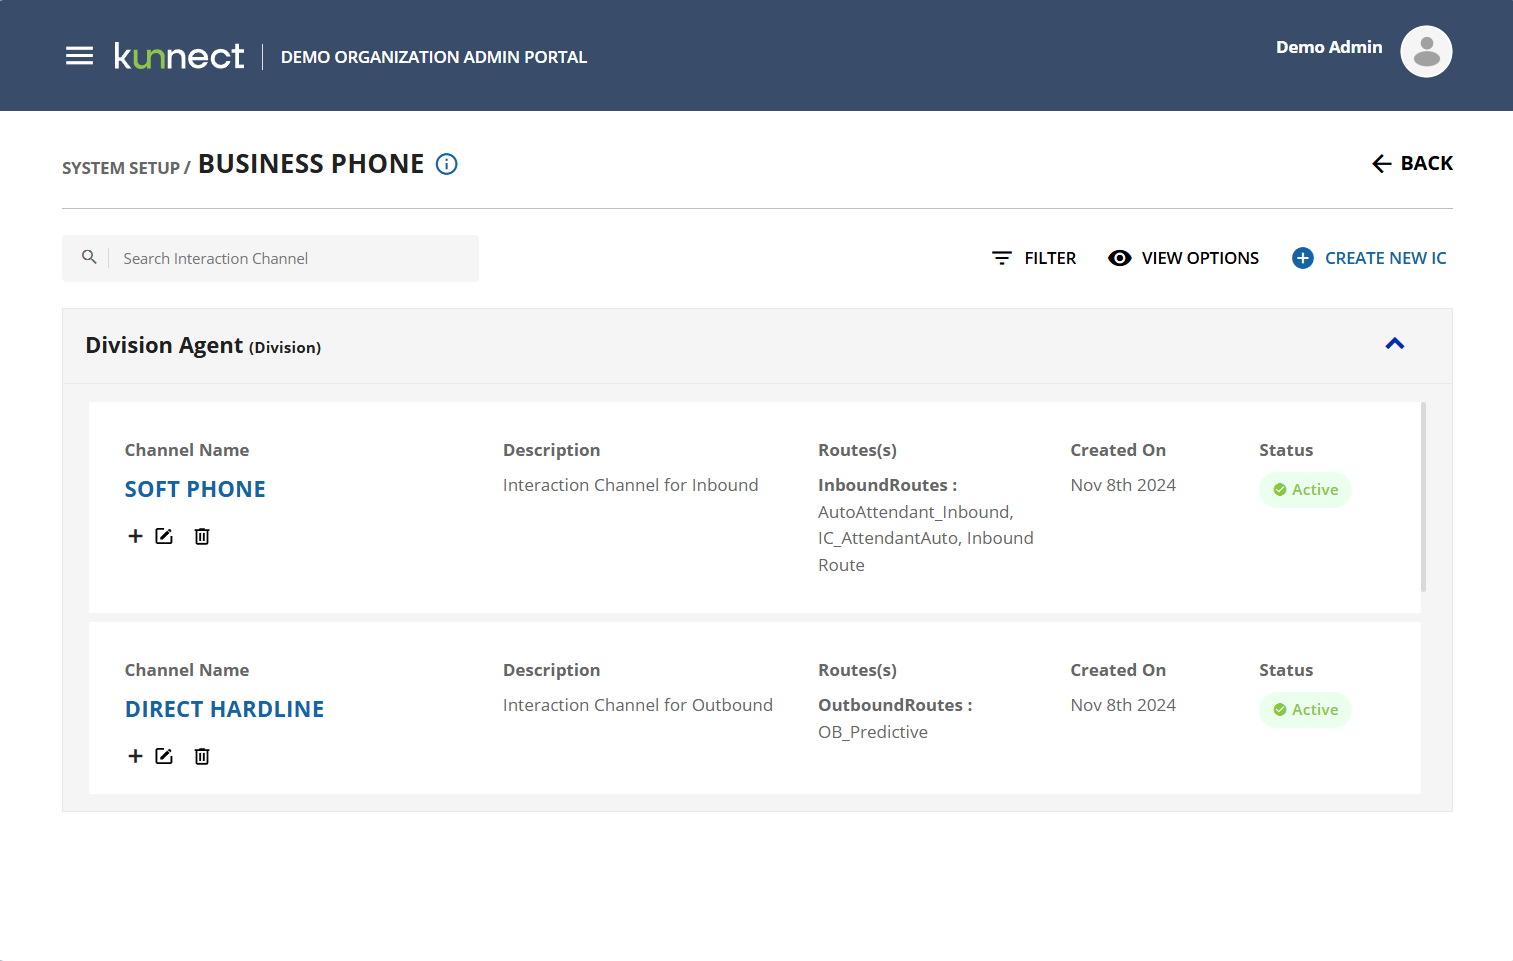 kunnect DEMO ORGANIZATION ADMIN PORTAL
Demo Admin
SYSTEM SETUP / BUSINESS PHONE
BACK
Search Interaction Channel
FILTER
VIEW OPTIONS
CREATE NEW IC
Division Agent (Division)
Channel Name
SOFT PHONE
Description
Interaction Channel for Inbound
Routes(s)
InboundRoutes :
AutoAttendant_Inbound,
IC_AttendantAuto, Inbound
Route
Created On
Nov 8th 2024
Status
Active
Channel Name
DIRECT HARDLINE
Description
Interaction Channel for Outbound
Routes(s)
OutboundRoutes :
OB_Predictive
Created On
Nov 8th 2024
Status
Active